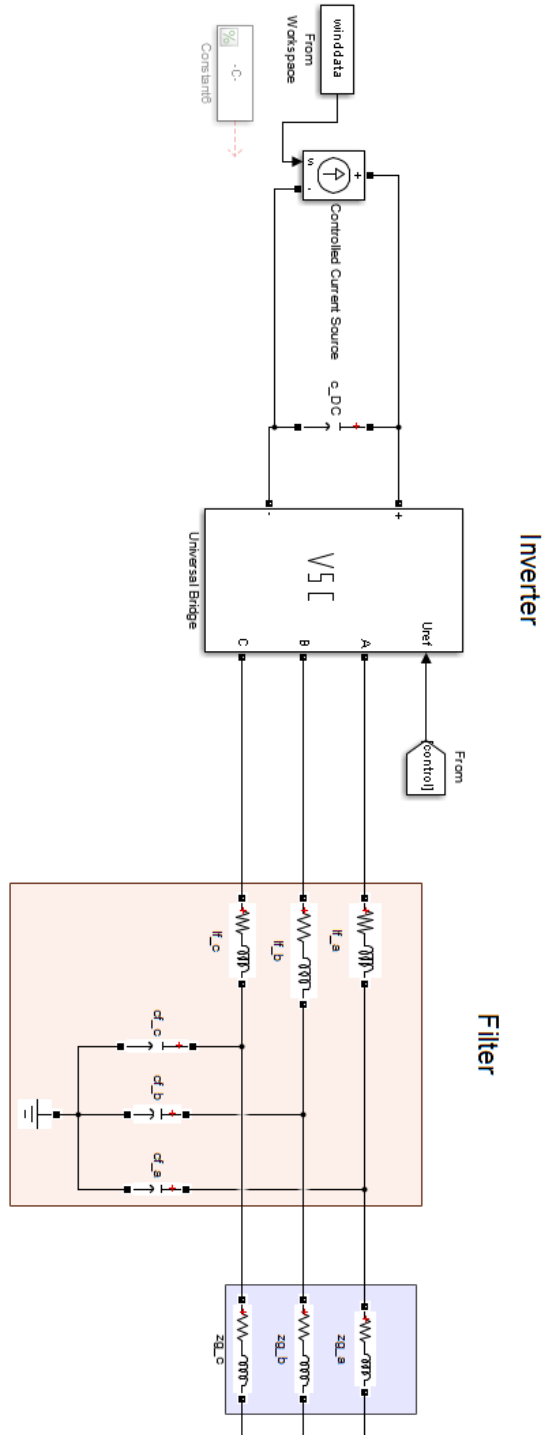 Inverter
Filter
winddata
From
Workspace
-C-
Constant6
s
+
-
Controlled Current Source
c_DC
+
-
VSC
Uref
A
B
C
Universal Bridge
[control]
From
lf_a
lf_b
lf_c
cf_c
cf_b
cf_a
zg_a
zg_b
zg_c